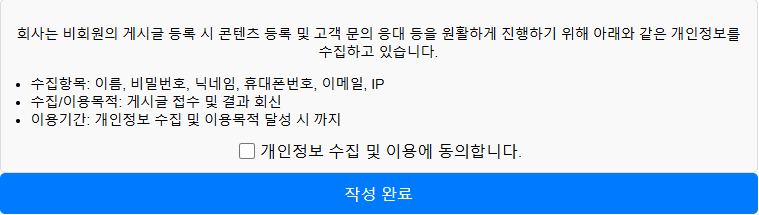 회사는 비회원의 게시글 등록 시 콘텐츠 등록 및 고객 문의 응대 등을 원활하게 진행하기 위해 아래와 같은 개인정보를
수집하고 있습니다.
• 수집항목: 이름, 비밀번호, 닉네임, 휴대폰번호, 이메일, IP
• 수집/이용목적: 게시글 접수 및 결과 회신
• 이용기간: 개인정보 수집 및 이용목적 달성 시 까지
개인정보 수집 및 이용에 동의합니다.
작성 완료